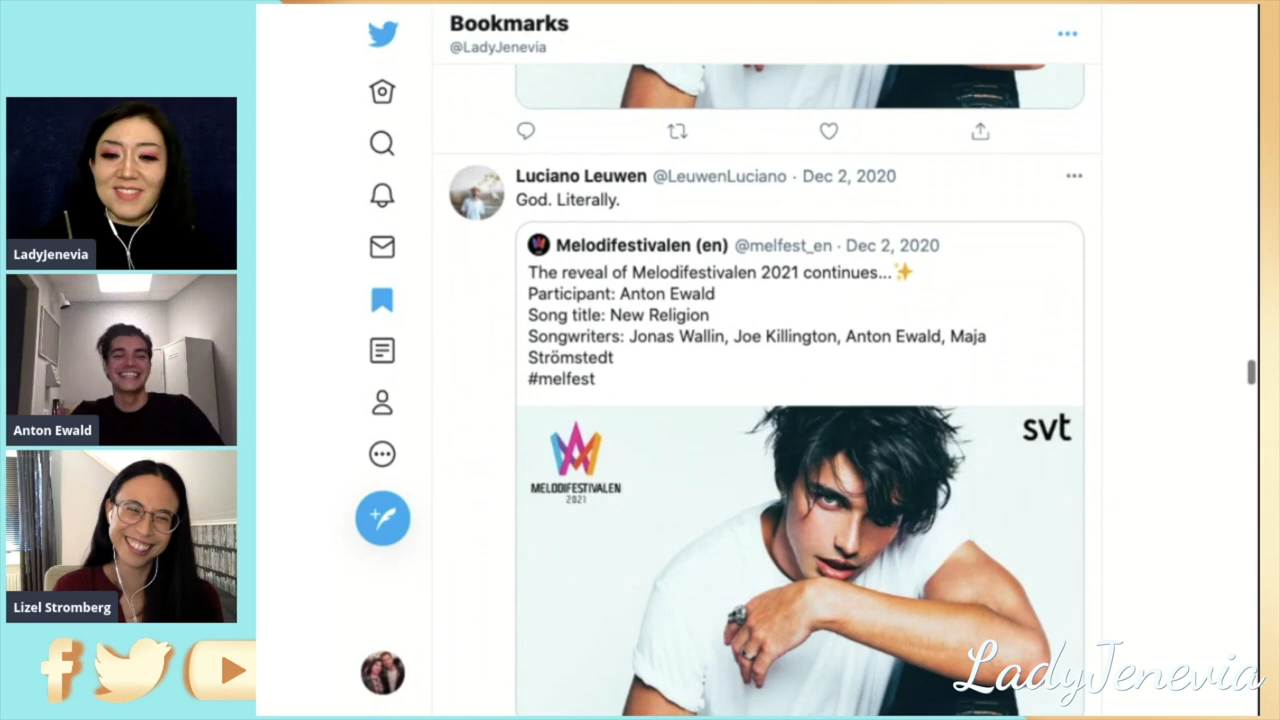 Bookmarks
@LadyJenevia
Luciano Leuwen @LeuwenLuciano · Dec 2, 2020
God. Literally.
Melodifestivalen (en) @melfest_en · Dec 2, 2020
The reveal of Melodifestivalen 2021 continues...✨
Participant: Anton Ewald
Song title: New Religion
Songwriters: Jonas Wallin, Joe Killington, Anton Ewald, Maja
Strömstedt
#melfest
svt
MELODIFESTIVALEN
2021
LadyJenevia
Anton Ewald
Lizel Stromberg
LadyJenevia